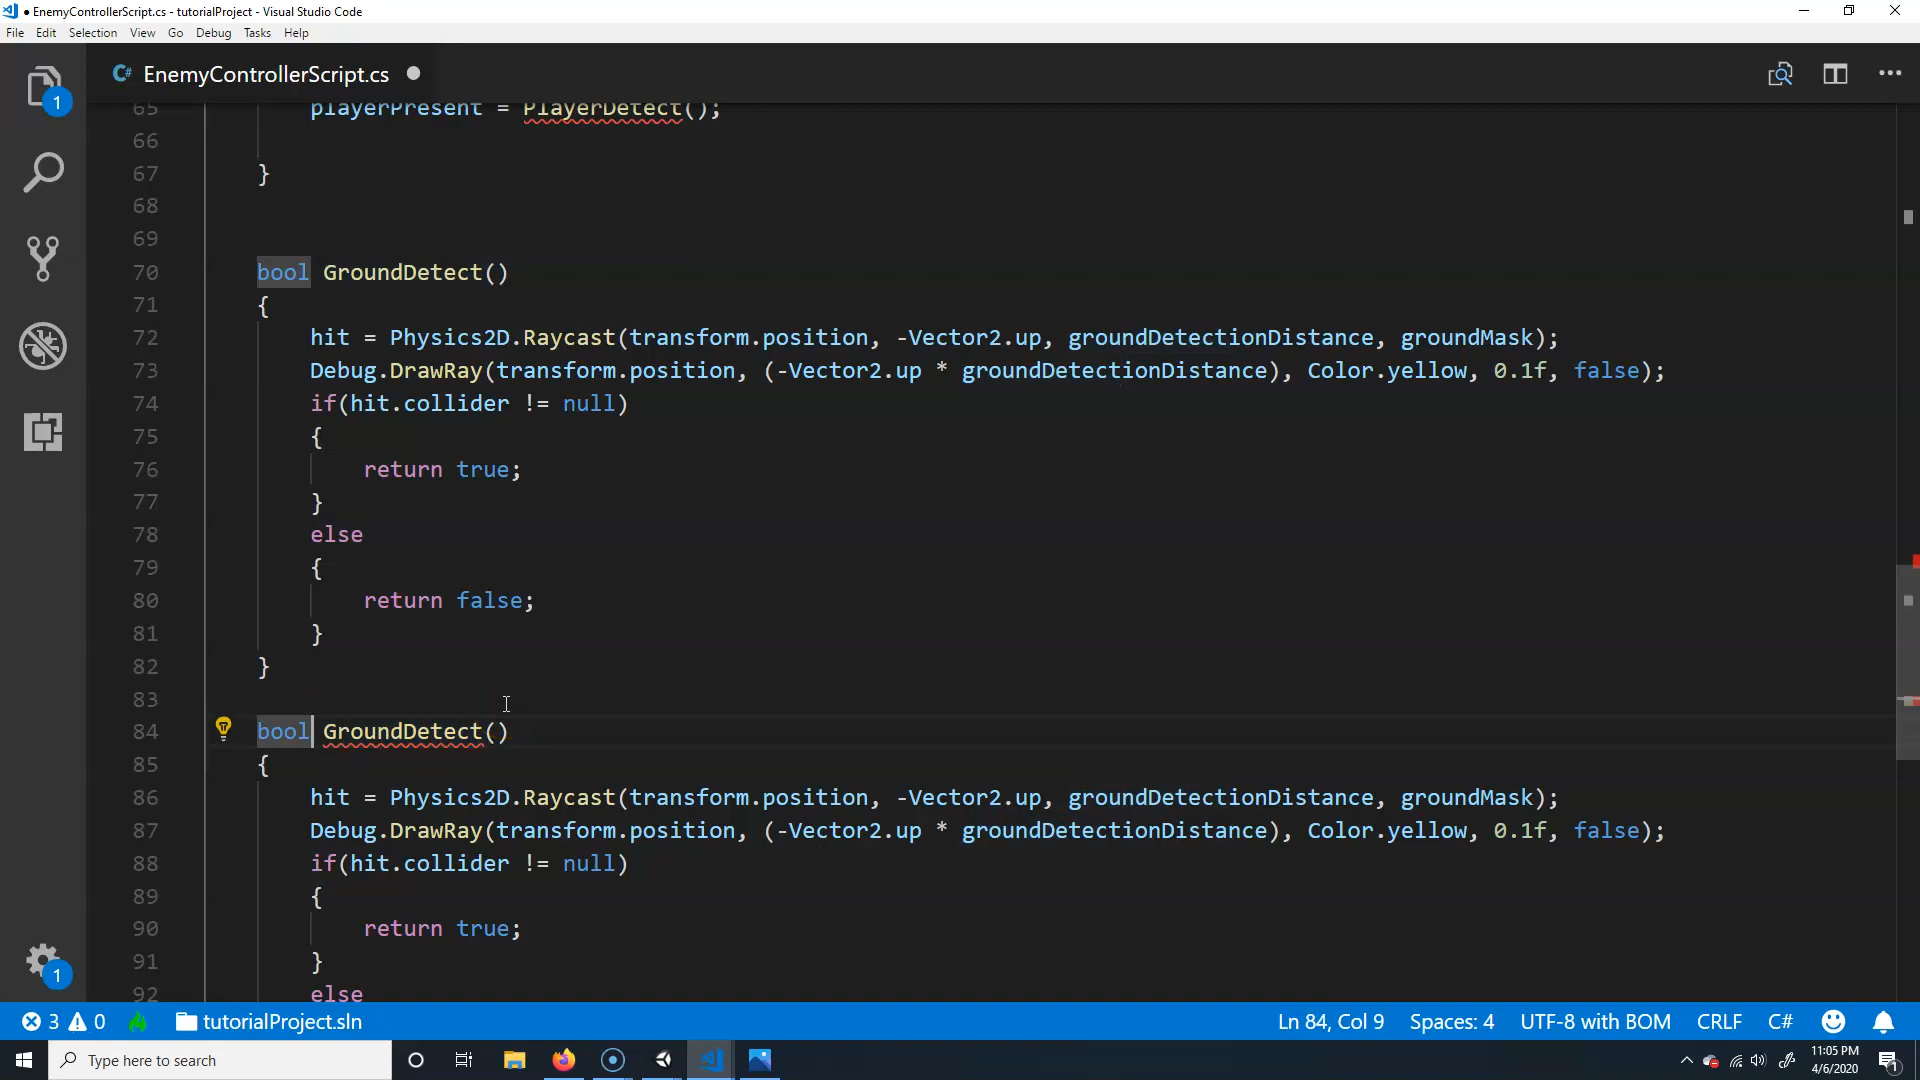 EnemyControllerScript.cs - tutorialProject - Visual Studio Code
File Edit Selection View Go Debug Tasks Help
EnemyControllerScript.cs
65 playerPresent = PlayerDetect();
66
67 }
68
69
70 bool GroundDetect()
71 {
72 hit = Physics2D.Raycast(transform.position, -Vector2.up, groundDetectionDistance, groundMask);
73 Debug.DrawRay(transform.position, (-Vector2.up * groundDetectionDistance), Color.yellow, 0.1f, false);
74 if(hit.collider != null)
75 {
76 return true;
77 }
78 else
79 {
80 return false;
81 }
82 }
83
84 bool GroundDetect()
85 {
86 hit = Physics2D.Raycast(transform.position, -Vector2.up, groundDetectionDistance, groundMask);
87 Debug.DrawRay(transform.position, (-Vector2.up * groundDetectionDistance), Color.yellow, 0.1f, false);
88 if(hit.collider != null)
89 {
90 return true;
91 }
92 else
1
1
3 0 tutorialProject.sln Ln 84, Col 9 Spaces: 4 UTF-8 with BOM CRLF C#
Type here to search
11:05 PM
4/6/2020
1